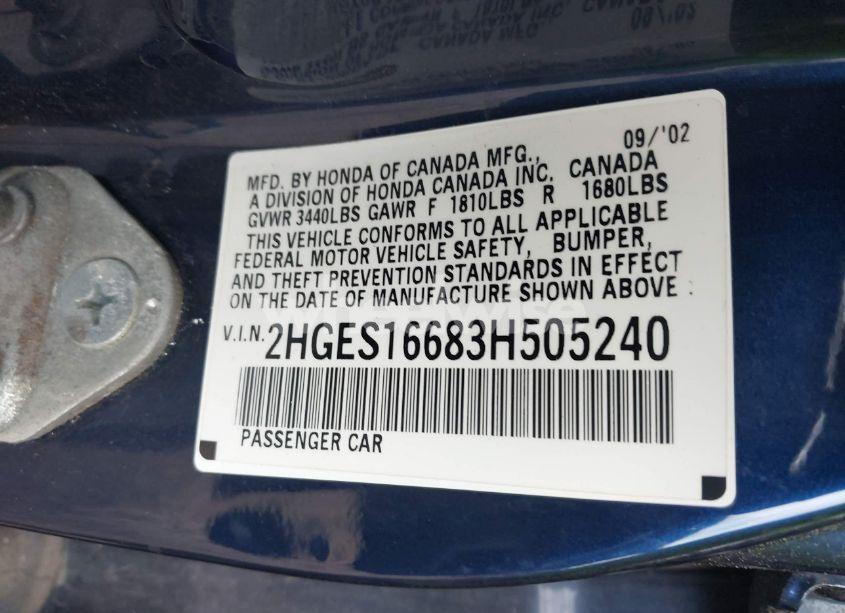 09/'02
MFD. BY HONDA OF CANADA MFG.,
A DIVISION OF HONDA CANADA INC. CANADA
GVWR 3440LBS GAWR F 1810LBS R 1680LBS
THIS VEHICLE CONFORMS TO ALL APPLICABLE
FEDERAL MOTOR VEHICLE SAFETY, BUMPER,
AND THEFT PREVENTION STANDARDS IN EFFECT
ON THE DATE OF MANUFACTURE SHOWN ABOVE.
V.I.N. 2HGES16683H505240
PASSENGER CAR